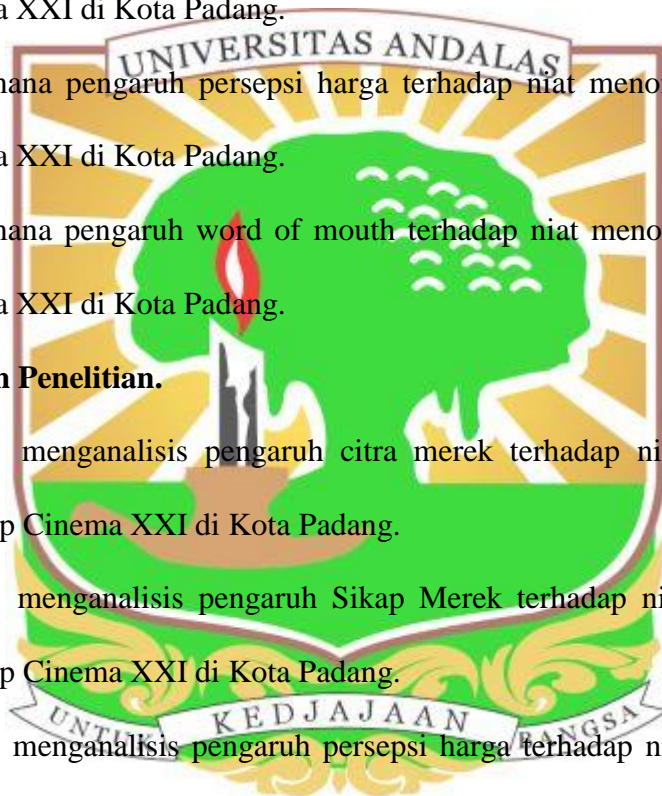 a XXI di Kota Padang.
UNIVERSITAS ANDALAS
mana pengaruh persepsi harga terhadap niat meno
a XXI di Kota Padang.
mana pengaruh word of mouth terhadap niat meno
a XXI di Kota Padang.
n Penelitian.
menganalisis pengaruh citra merek terhadap ni
p Cinema XXI di Kota Padang.
menganalisis pengaruh Sikap Merek terhadap ni
p Cinema XXI di Kota Padang.
UNTUK KEDJAJAAN BANGSA
menganalisis pengaruh persepsi harga terhadap n